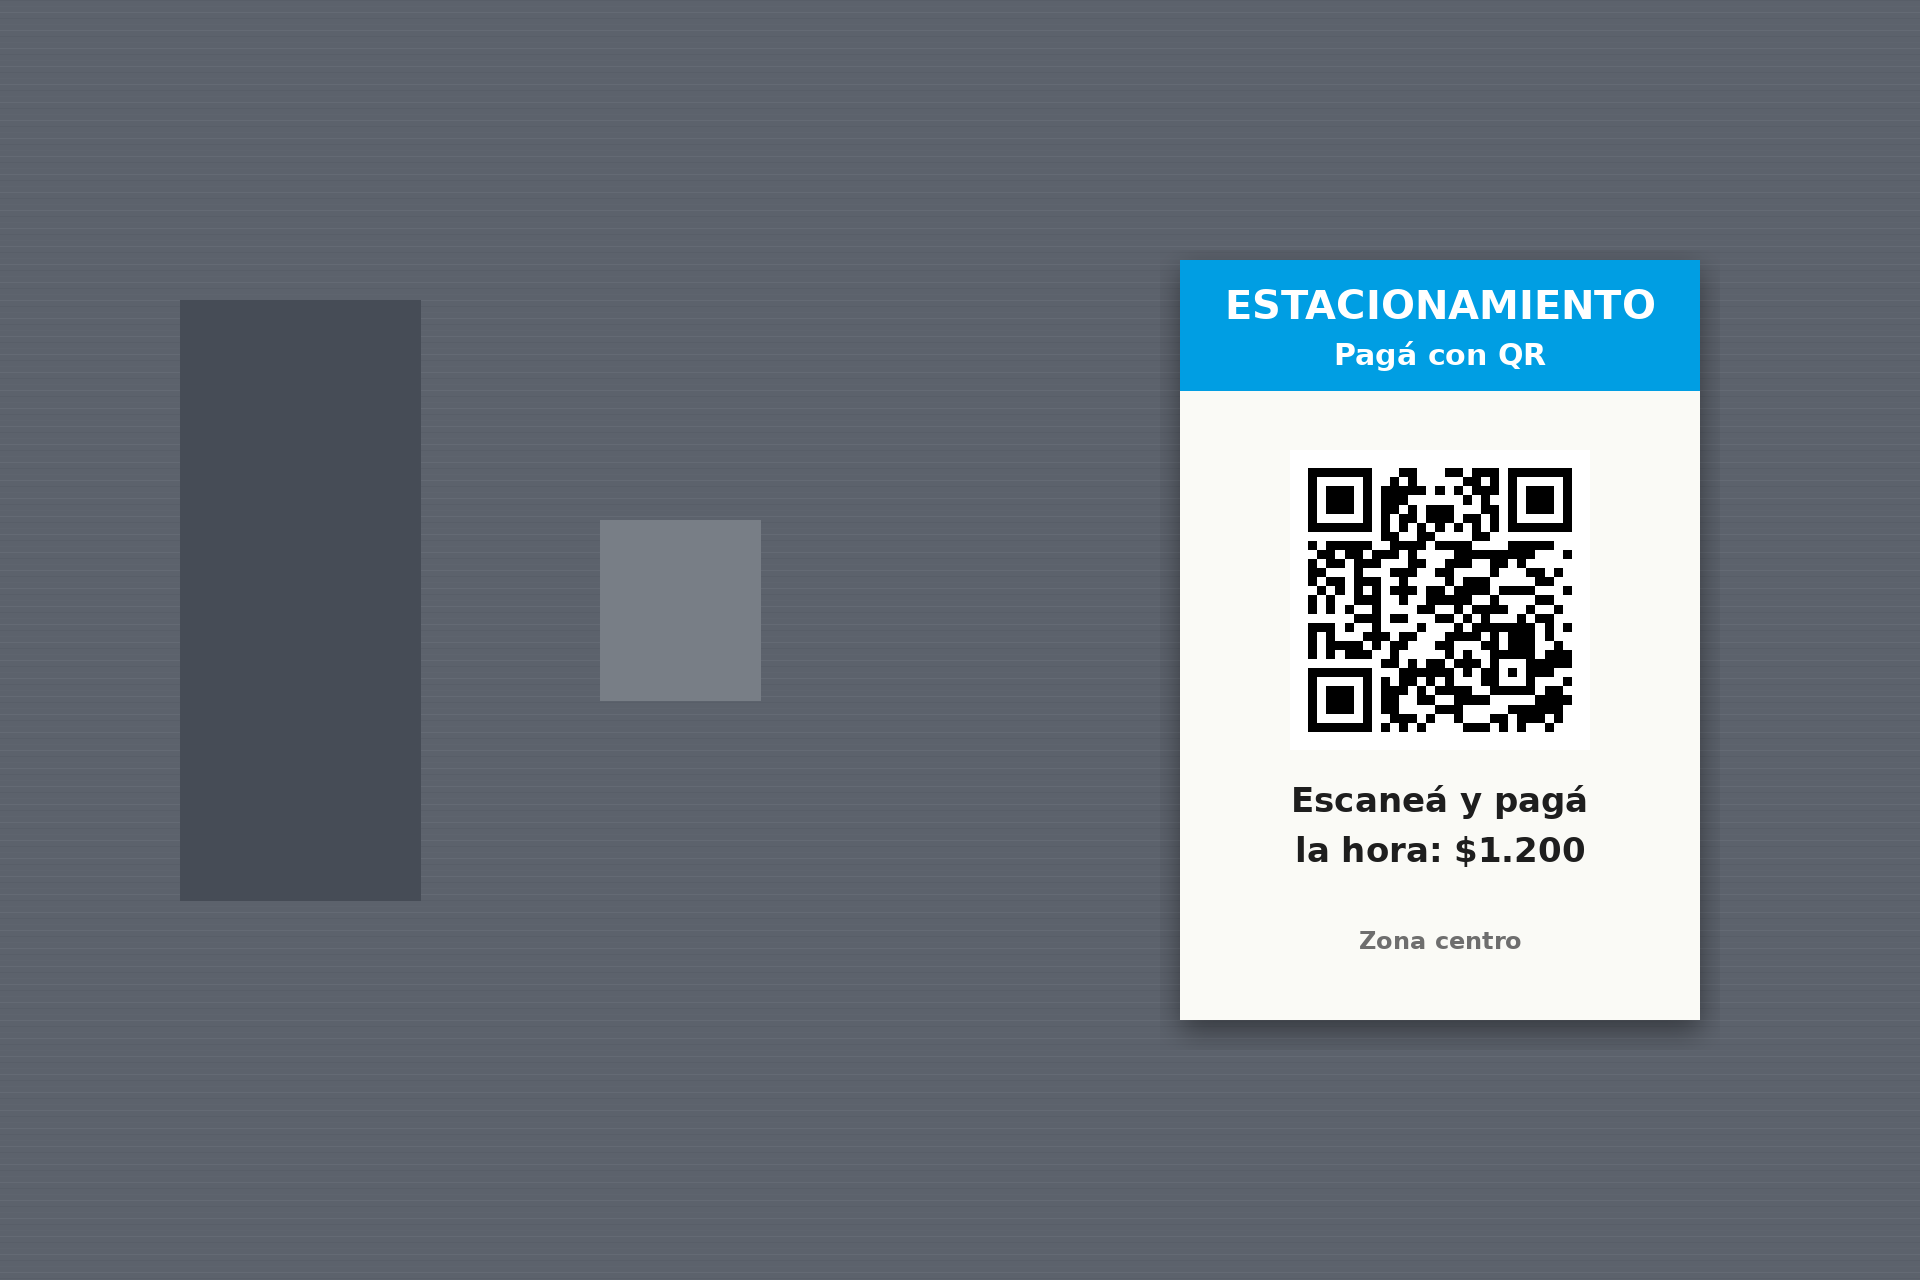 ESTACIONAMIENTO
Pagá con QR
Escaneá y pagá
la hora: $1.200
Zona centro